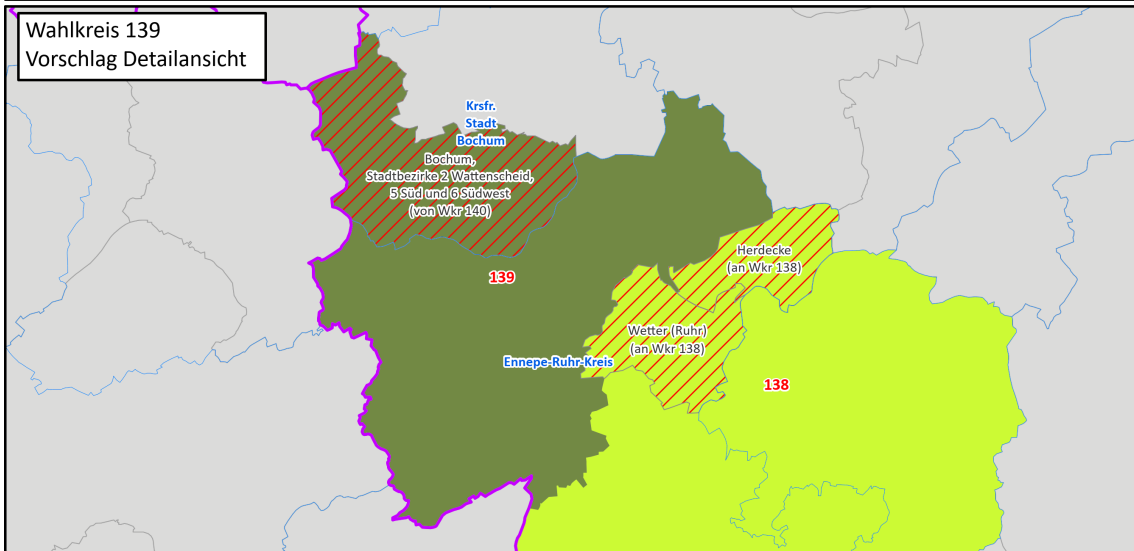 Wahlkreis 139
Vorschlag Detailansicht
Krsfr.
Stadt
Bochum
Bochum,
Stadtbezirke 2 Wattenscheid,
5 Süd und 6 Südwest
(von Wkr 140)
Herdecke
(an Wkr 138)
139
Wetter (Ruhr)
(an Wkr 138)
Ennepe-Ruhr-Kreis
138